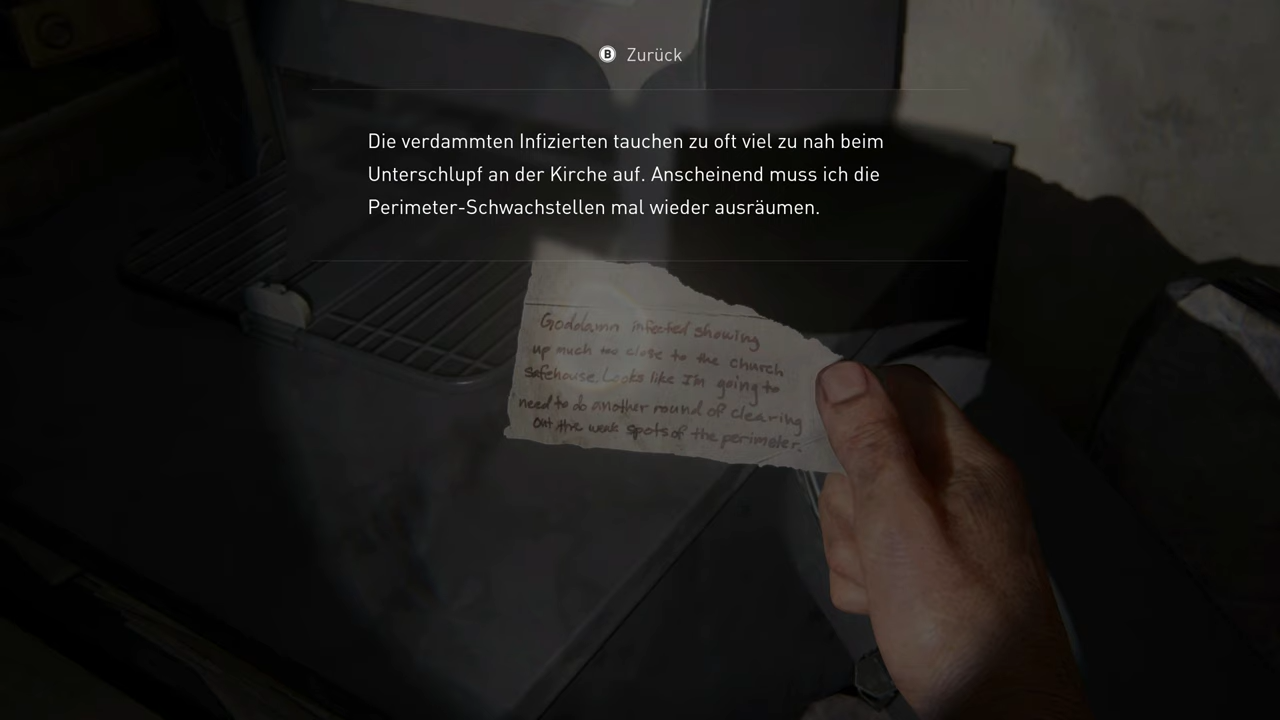 B Zurück
Die verdammten Infizierten tauchen zu oft viel zu nah beim
Unterschlupf an der Kirche auf. Anscheinend muss ich die
Perimeter-Schwachstellen mal wieder ausräumen.
Goddamn infected showing
up much too close to the church
safehouse. Looks like I'm going to
need to do another round of clearing
out the weak spots of the perimeter.